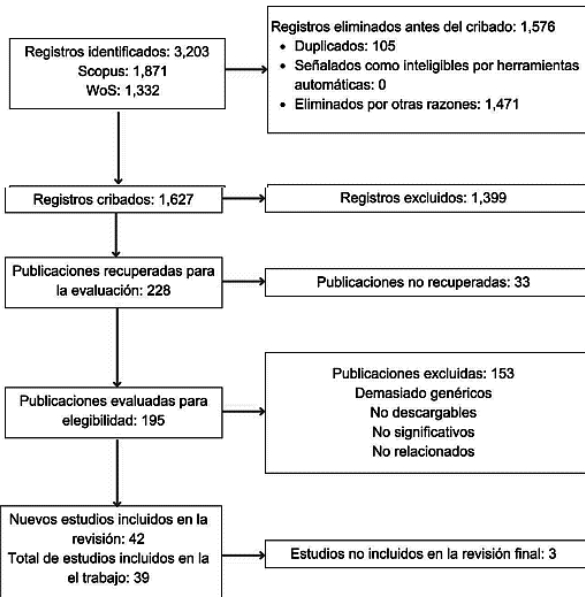 Registros identificados: 3,203
Scopus: 1,871
WoS: 1,332
Registros eliminados antes del cribado: 1,576
• Duplicados: 105
• Señalados como inteligibles por herramientas
automáticas: 0
• Eliminados por otras razones: 1,471
Registros cribados: 1,627
Registros excluidos: 1,399
Publicaciones recuperadas para
la evaluación: 228
Publicaciones no recuperadas: 33
Publicaciones evaluadas para
elegibilidad: 195
Publicaciones excluidas: 153
Demasiado genéricos
No descargables
No significativos
No relacionados
Nuevos estudios incluidos en la
revisión: 42
Total de estudios incluidos en la
el trabajo: 39
Estudios no incluidos en la revisión final: 3